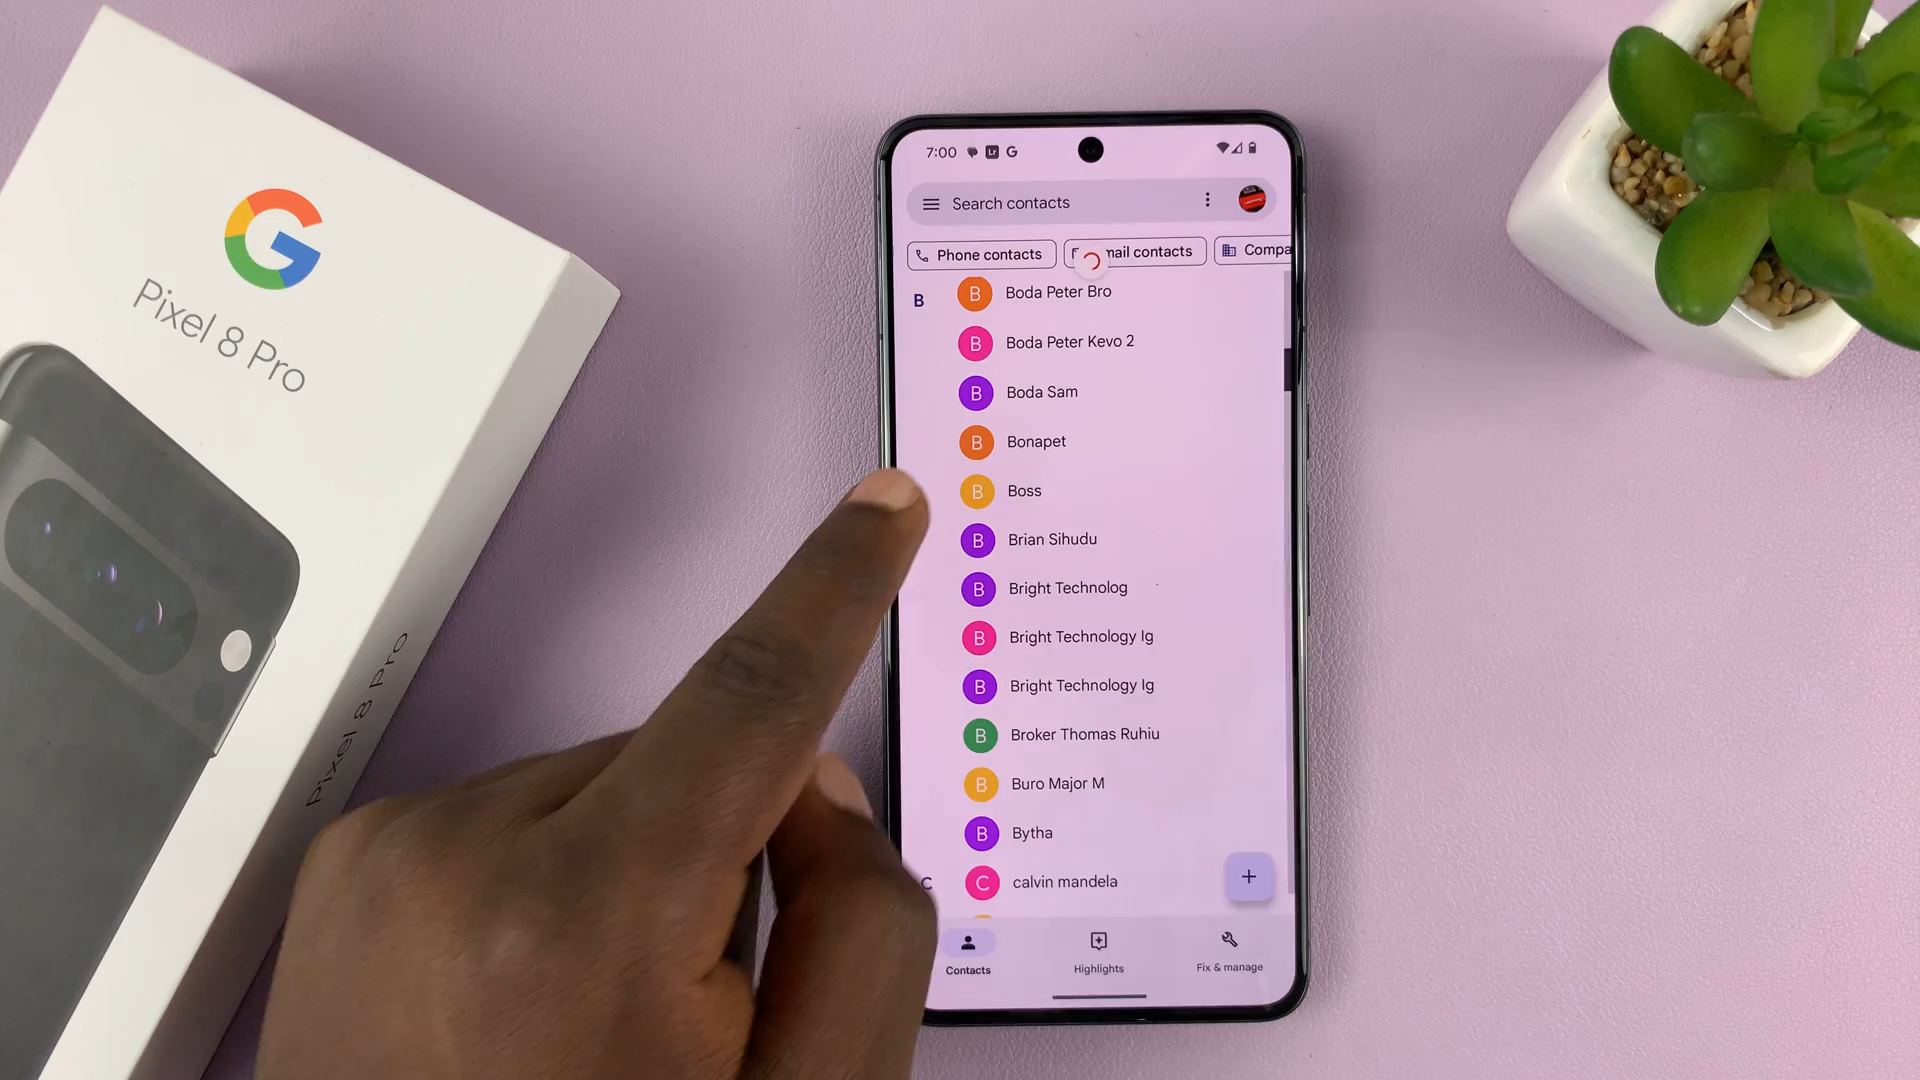 Pixel 8 Pro
Pixel 8 Pro
7:00
Search contacts
Phone contacts
mail contacts
Compa
B
B Boda Peter Bro
B Boda Peter Kevo 2
B Boda Sam
B Bonapet
B Boss
B Brian Sihudu
B Bright Technolog
B Bright Technology Ig
B Bright Technology Ig
B Broker Thomas Ruhiu
B Buro Major M
B Bytha
C
C calvin mandela
Contacts
Highlights
Fix & manage